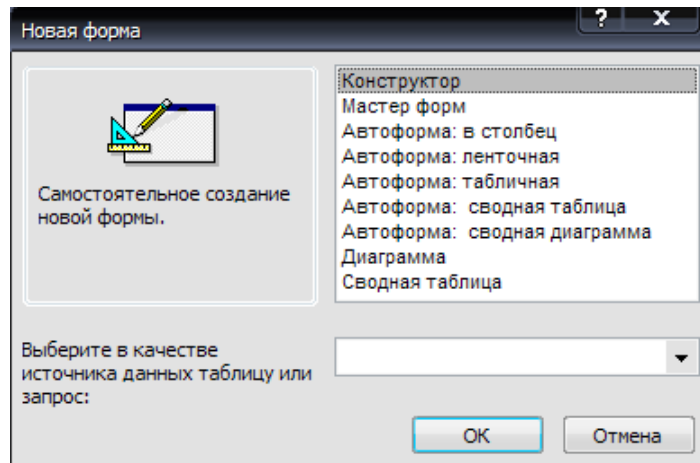 Новая форма
?
X
Конструктор
Мастер форм
Автоформа: в столбец
Автоформа: ленточная
Автоформа: табличная
Автоформа: сводная таблица
Автоформа: сводная диаграмма
Диаграмма
Сводная таблица
Самостоятельное создание
новой формы.
Выберите в качестве
источника данных таблицу или
запрос:
ОК
Отмена